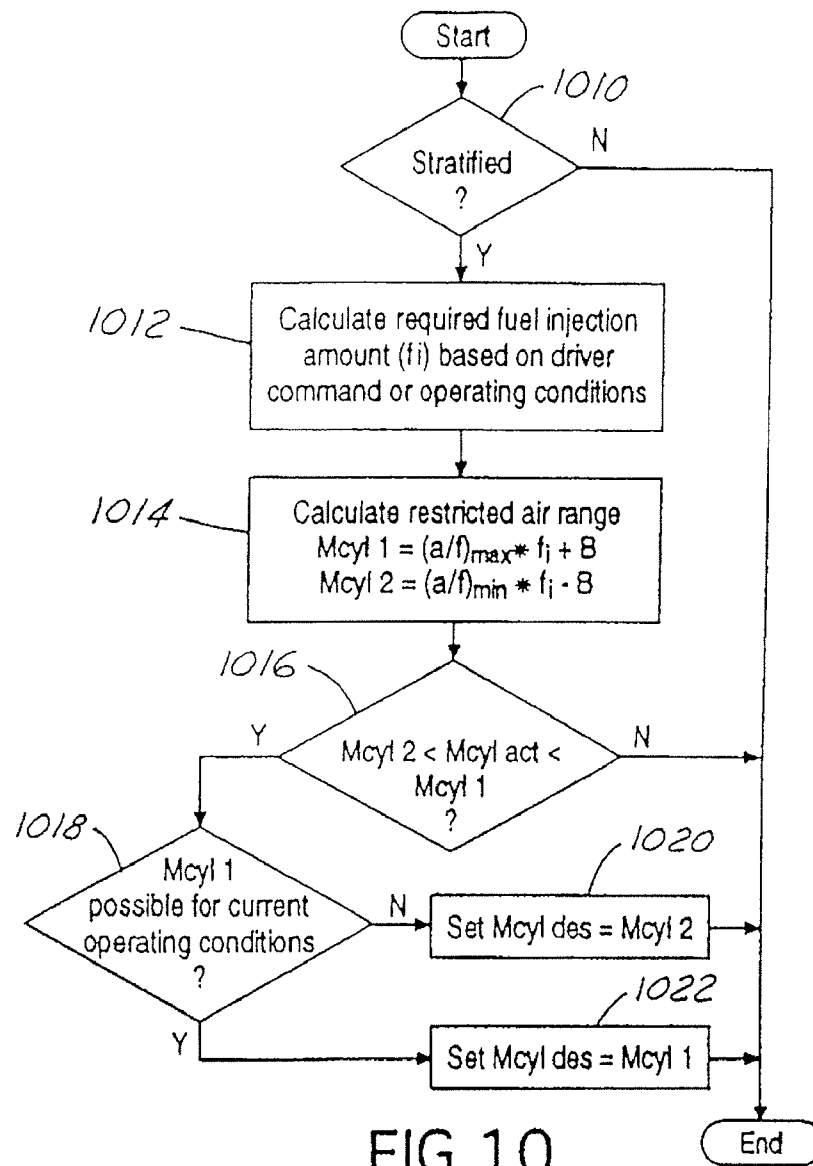 Start
1010
Stratified
?
N
Y
1012
Calculate required fuel injection
amount (fi) based on driver
command or operating conditions
1014
Calculate restricted air range
Mcyl 1 = (a/f)max* fi + B
Mcyl 2 = (a/f)min * fi - B
1016
Y
Mcyl 2 < Mcyl act <
Mcyl 1
?
N
1018
Mcyl 1
possible for current
operating conditions
?
N
1020
Set Mcyl des = Mcyl 2
Y
1022
Set Mcyl des = Mcyl 1
FIG.10
End